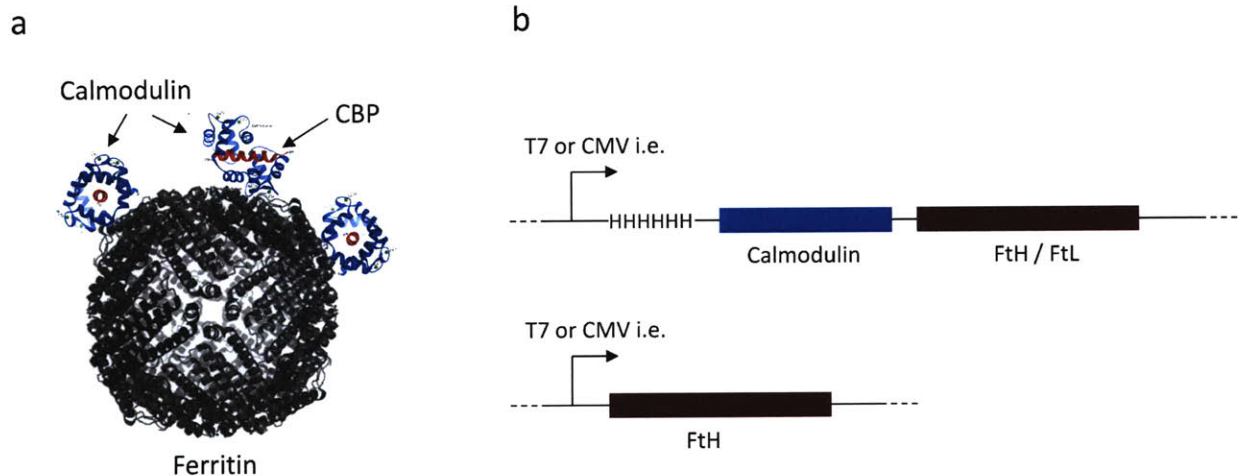 a
Calmodulin
CBP
Ferritin
b
T7 or CMV i.e.
HHHHHH
Calmodulin
FtH / FtL
T7 or CMV i.e.
FtH